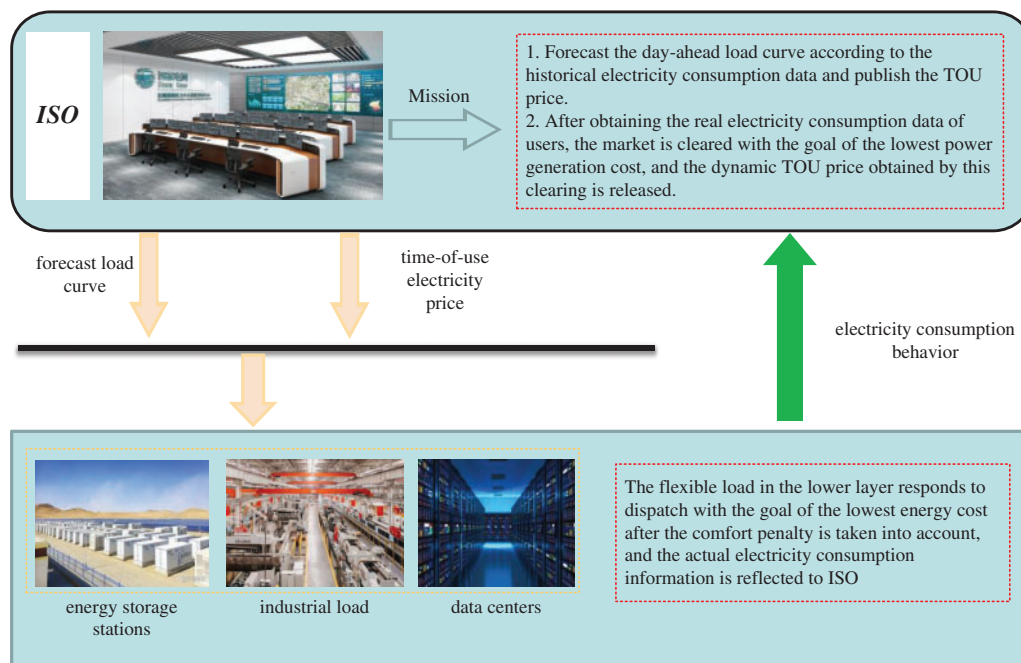 ISO
Mission
1. Forecast the day-ahead load curve according to the
historical electricity consumption data and publish the TOU
price.
2. After obtaining the real electricity consumption data of
users, the market is cleared with the goal of the lowest power
generation cost, and the dynamic TOU price obtained by this
clearing is released.
forecast load
curve
time-of-use
electricity
price
electricity consumption
behavior
energy storage
stations
industrial load
data centers
The flexible load in the lower layer responds to
dispatch with the goal of the lowest energy cost
after the comfort penalty is taken into account,
and the actual electricity consumption
information is reflected to ISO